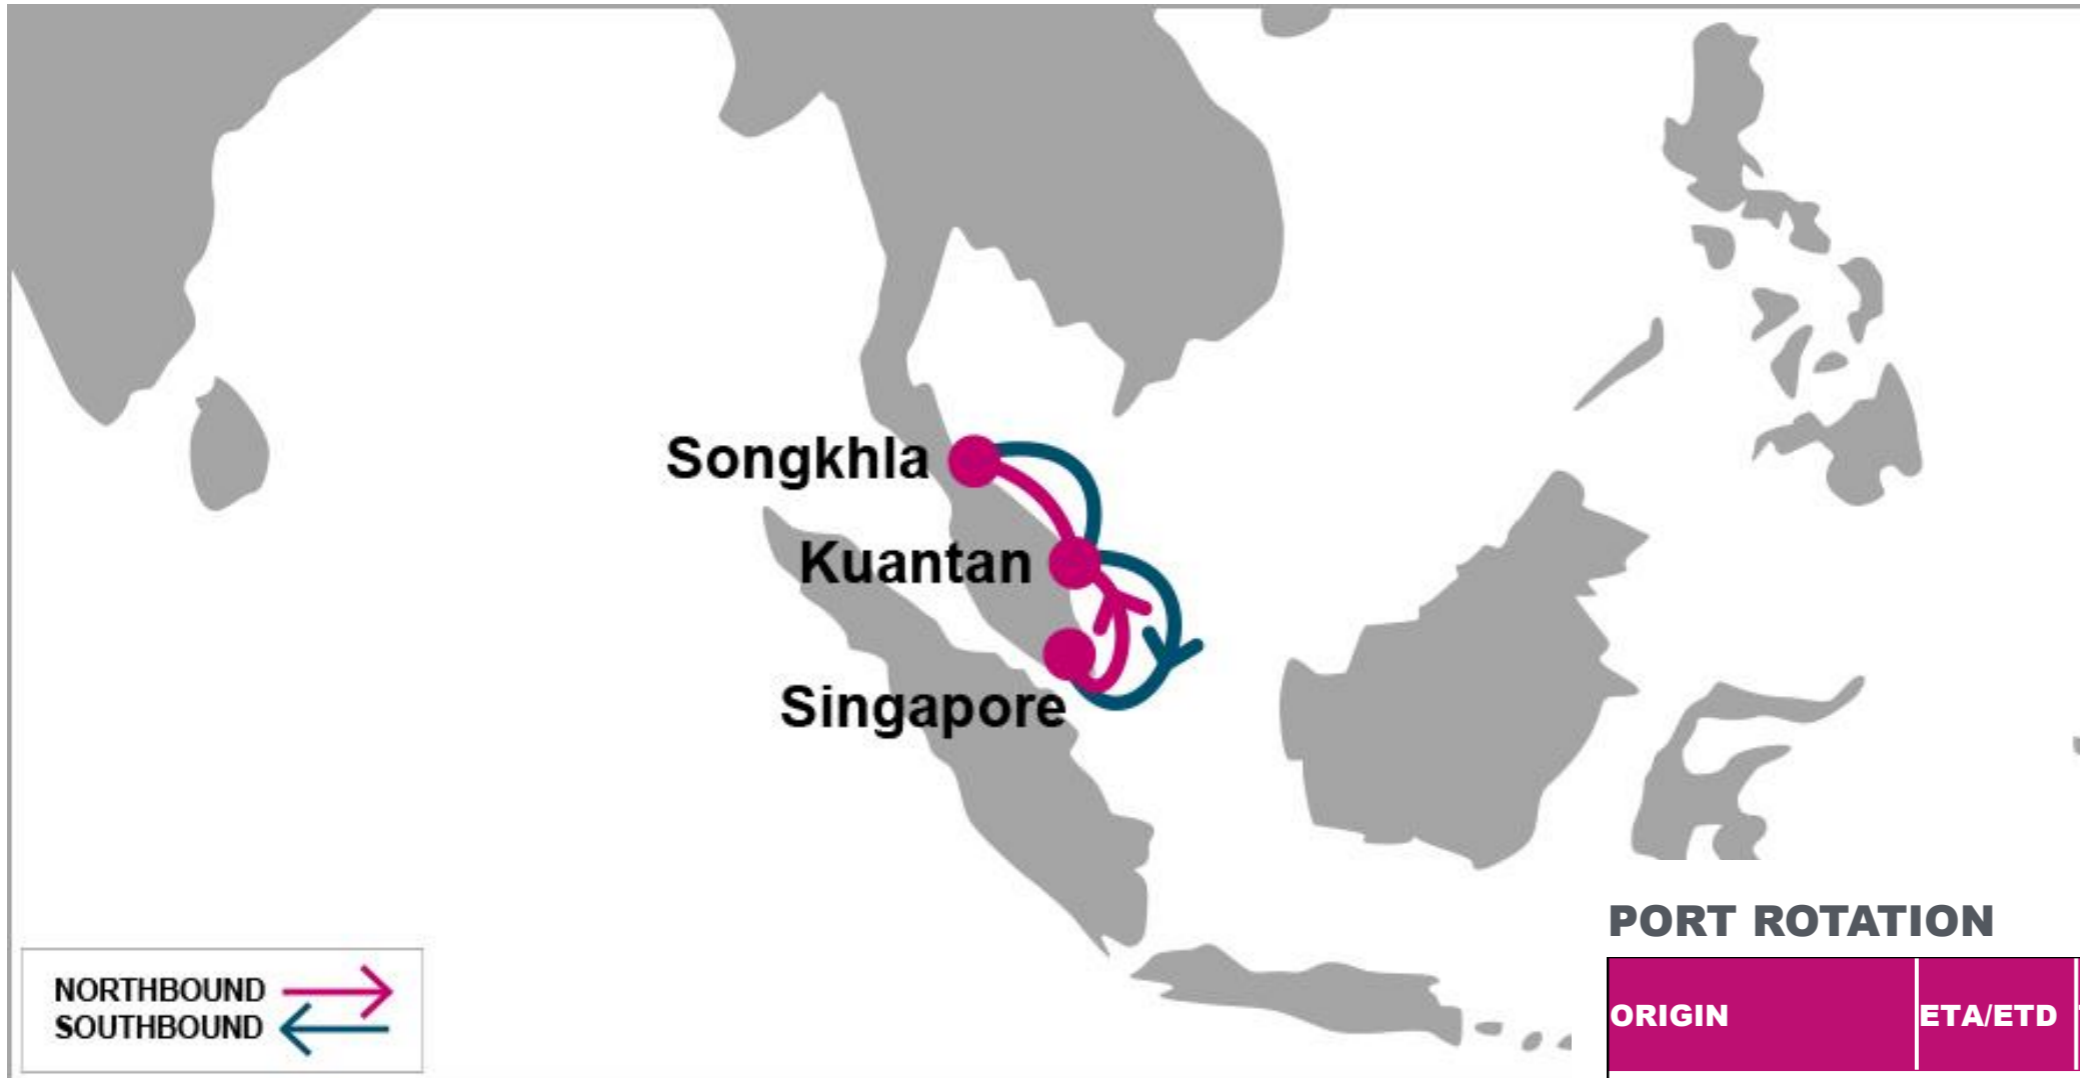 Songkhla
Kuantan
Singapore
PORT ROTATION
ORIGIN ETA/ETD
NORTHBOUND
SOUTHBOUND